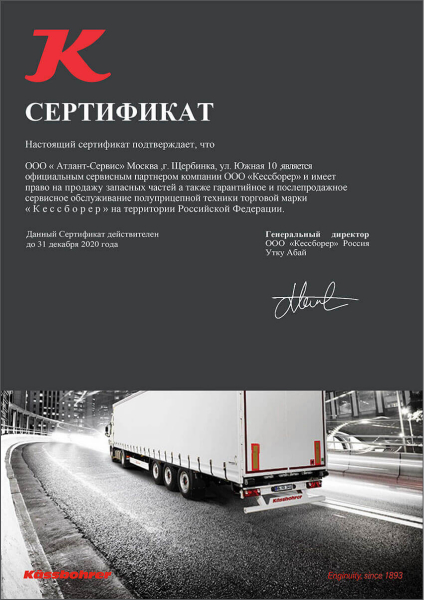 K
СЕРТИФИКАТ
Настоящий сертификат подтверждает, что
ООО « Атлант-Сервис» Москва ,г. Щербинка, ул. Южная 10 является
официальным сервисным партнером компании ООО «Кессборер» и имеет
право на продажу запасных частей а также гарантийное и послепродажное
сервисное обслуживание полуприцепной техники торговой марки
« К е с с б о р е р » на территории Российской Федерации.
Данный Сертификат действителен
до 31 декабря 2020 года
Генеральный директор
ООО «Кессборер» Россия
Утку Абай
Kässbohrer
Kässbohrer
Enginuity, since 1893